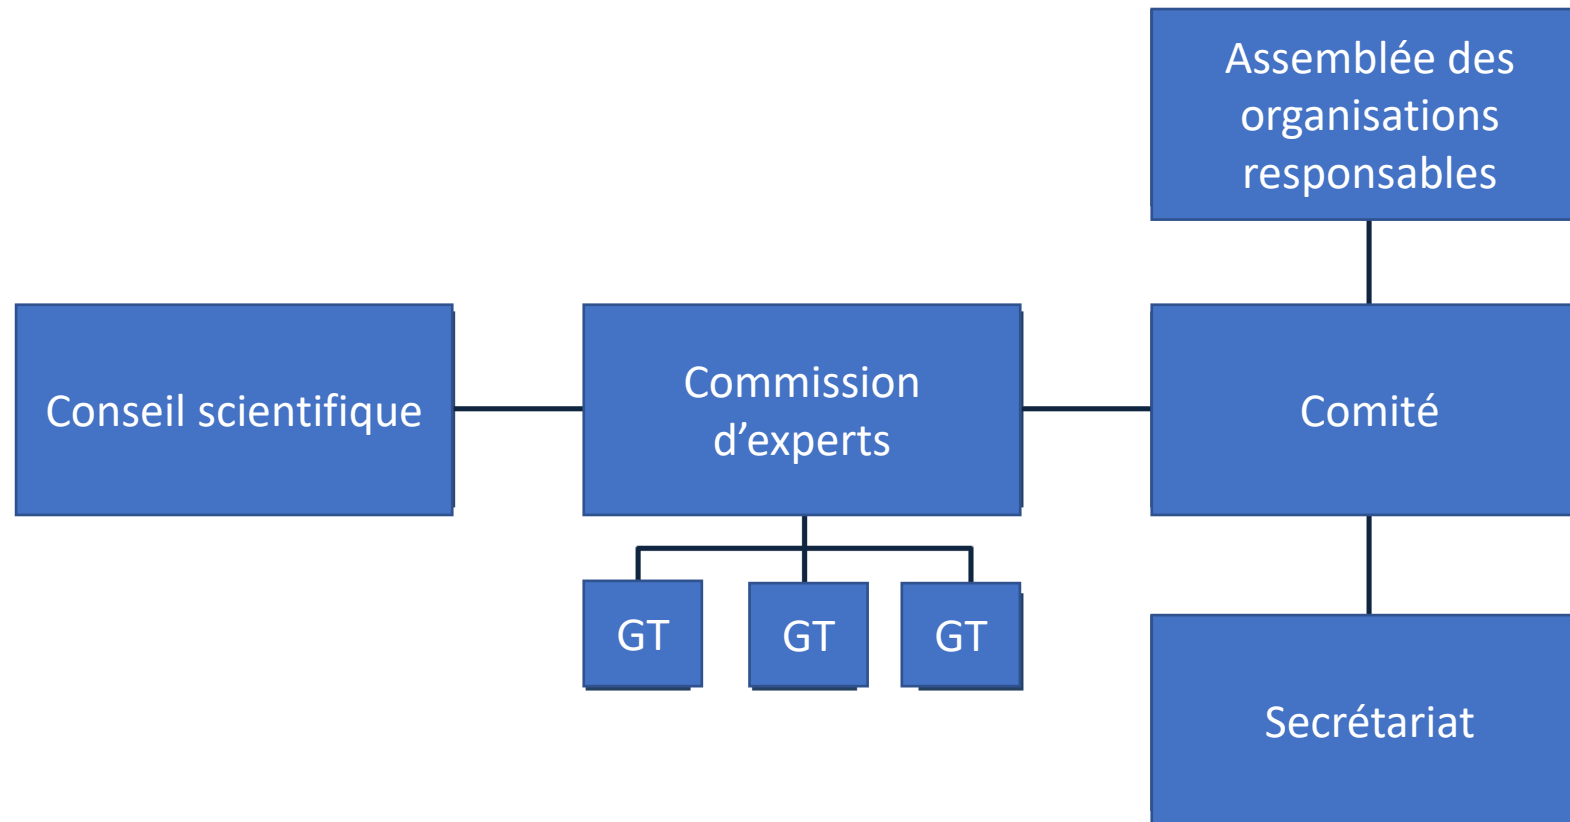 Assemblée des
organisations
responsables
Conseil scientifique
Commission
d’experts
Comité
GT
GT
GT
Secrétariat